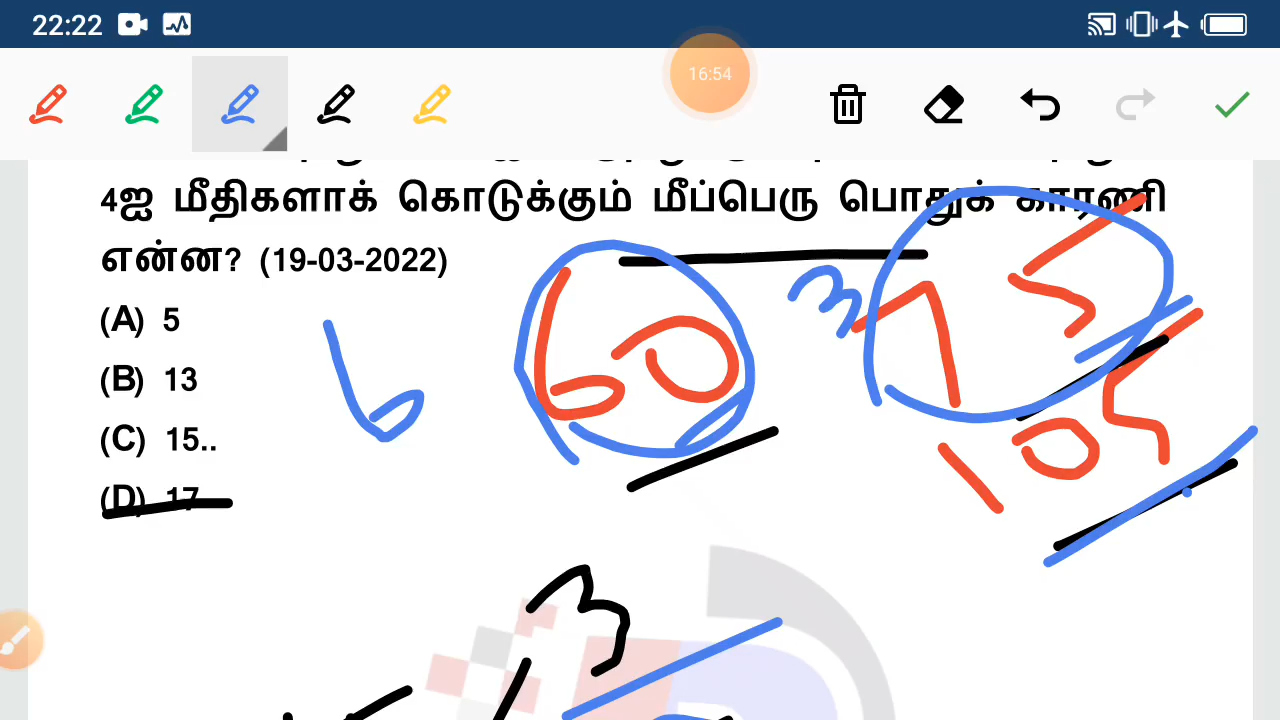 22:22
16:54
4ஐ மீதிகளாக் கொடுக்கும் மீப்பெரு பொதுக் காரணி
என்ன? (19-03-2022)
(A) 5
(B) 13
(C) 15..
(D) 17
6
60
3
75
105
3